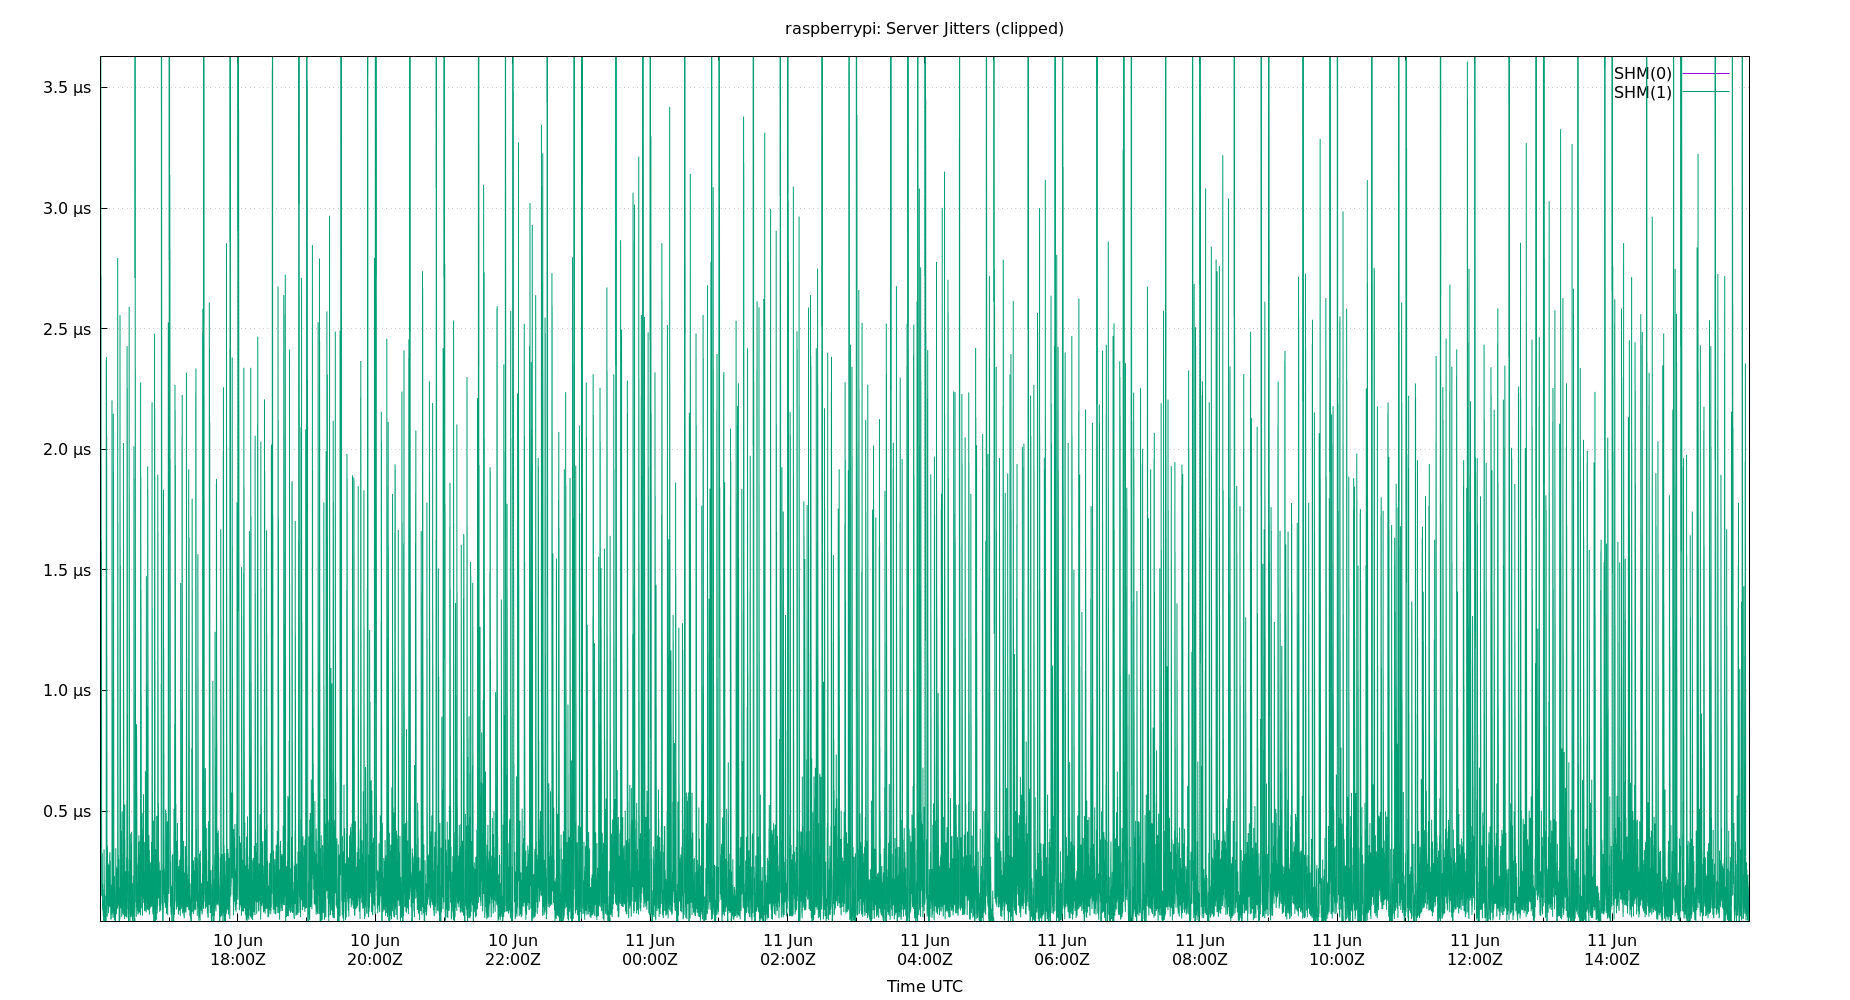 raspberrypi: Server Jitters (clipped)
SHM(0)
SHM(1)
3.5 µs
3.0 µs
2.5 µs
2.0 µs
1.5 µs
1.0 µs
0.5 µs
10 Jun 10 Jun 10 Jun 11 Jun 11 Jun 11 Jun 11 Jun 11 Jun 11 Jun 11 Jun 11 Jun
18:00Z 20:00Z 22:00Z 00:00Z 02:00Z 04:00Z 06:00Z 08:00Z 10:00Z 12:00Z 14:00Z
Time UTC